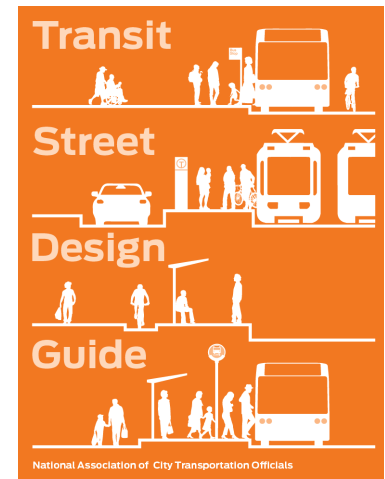 Transit
Street
Design
Guide
National Association of City Transportation Officials